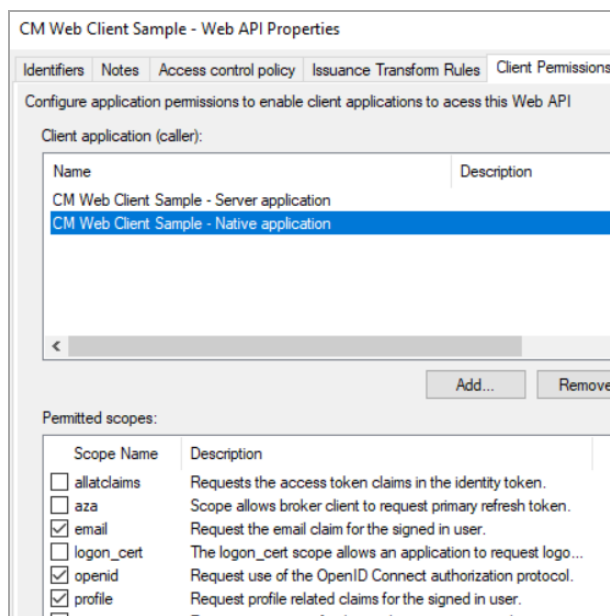 CM Web Client Sample - Web API Properties
Identifiers Notes Access control policy Issuance Transform Rules Client Permissions
Configure application permissions to enable client applications to acess this Web API
Client application (caller):
Name Description
CM Web Client Sample - Server application
CM Web Client Sample - Native application
Add... Remove
Permitted scopes:
Scope Name Description
allatclaims Requests the access token claims in the identity token.
aza Scope allows broker client to request primary refresh token.
email Request the email claim for the signed in user.
logon_cert The logon_cert scope allows an application to request logo...
openid Request use of the OpenID Connect authorization protocol.
profile Request profile related claims for the signed in user.